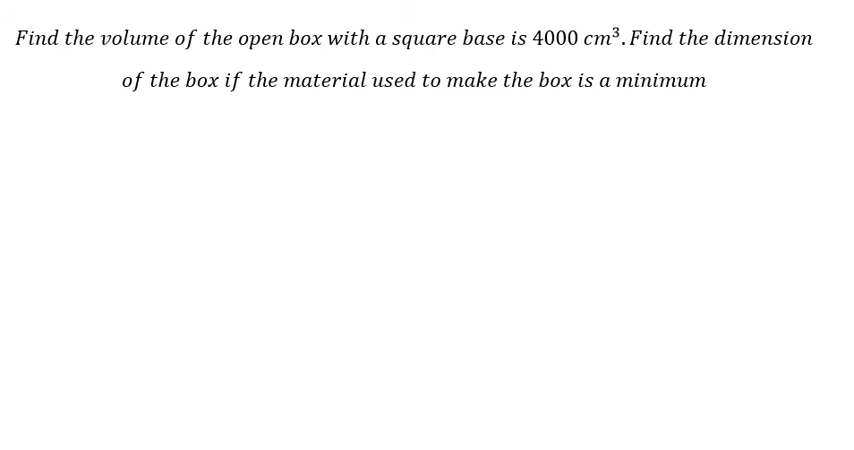 Find the volume of the open box with a square base is 4000 cm³. Find the dimension
of the box if the material used to make the box is a minimum